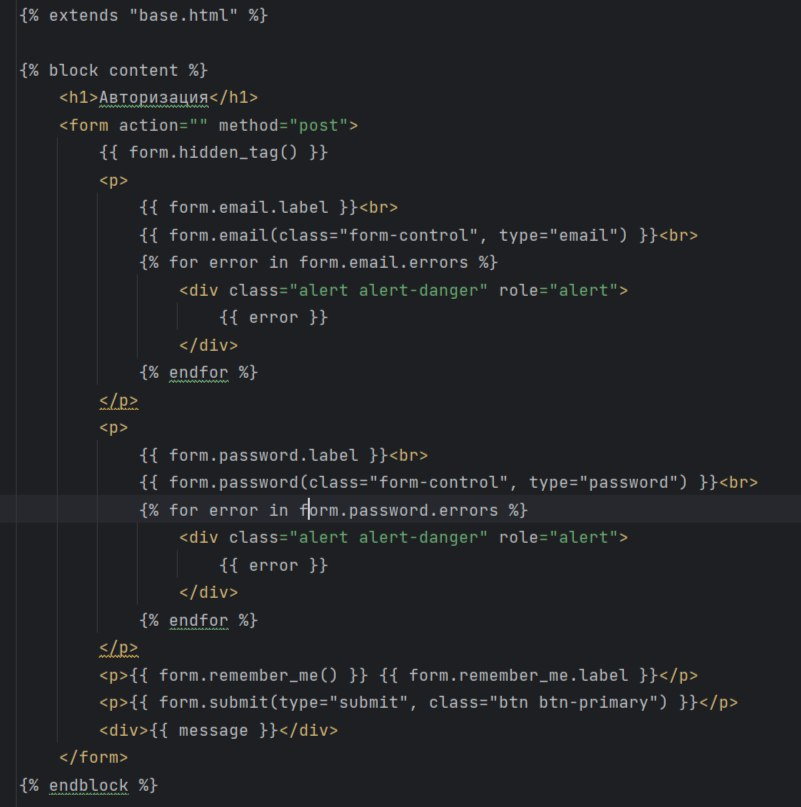 {% extends "base.html" %}
{% block content %}
<h1>Авторизация</h1>
<form action="" method="post">
{{ form.hidden_tag() }}
<p>
{{ form.email.label }}<br>
{{ form.email(class="form-control", type="email") }}<br>
{% for error in form.email.errors %}
<div class="alert alert-danger" role="alert">
{{ error }}
</div>
{% endfor %}
</p>
<p>
{{ form.password.label }}<br>
{{ form.password(class="form-control", type="password") }}<br>
{% for error in form.password.errors %}
<div class="alert alert-danger" role="alert">
{{ error }}
</div>
{% endfor %}
</p>
<p>{{ form.remember_me() }} {{ form.remember_me.label }}</p>
<p>{{ form.submit(type="submit", class="btn btn-primary") }}</p>
<div>{{ message }}</div>
</form>
{% endblock %}